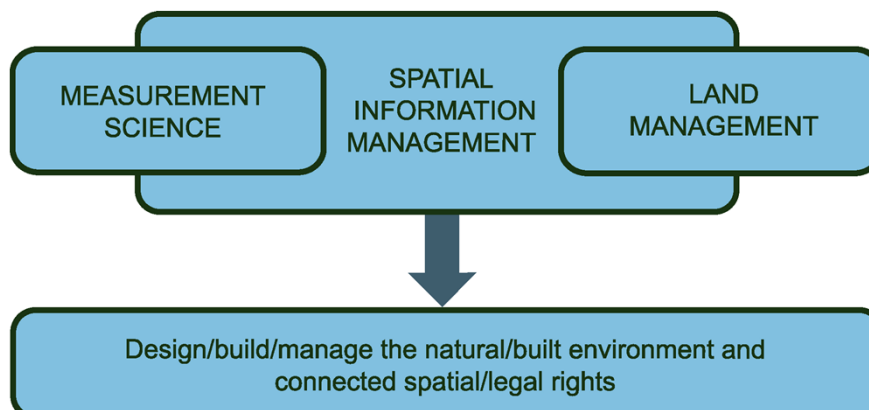 MEASUREMENT
SCIENCE
SPATIAL
INFORMATION
MANAGEMENT
LAND
MANAGEMENT
Design/build/manage the natural/built environment and
connected spatial/legal rights